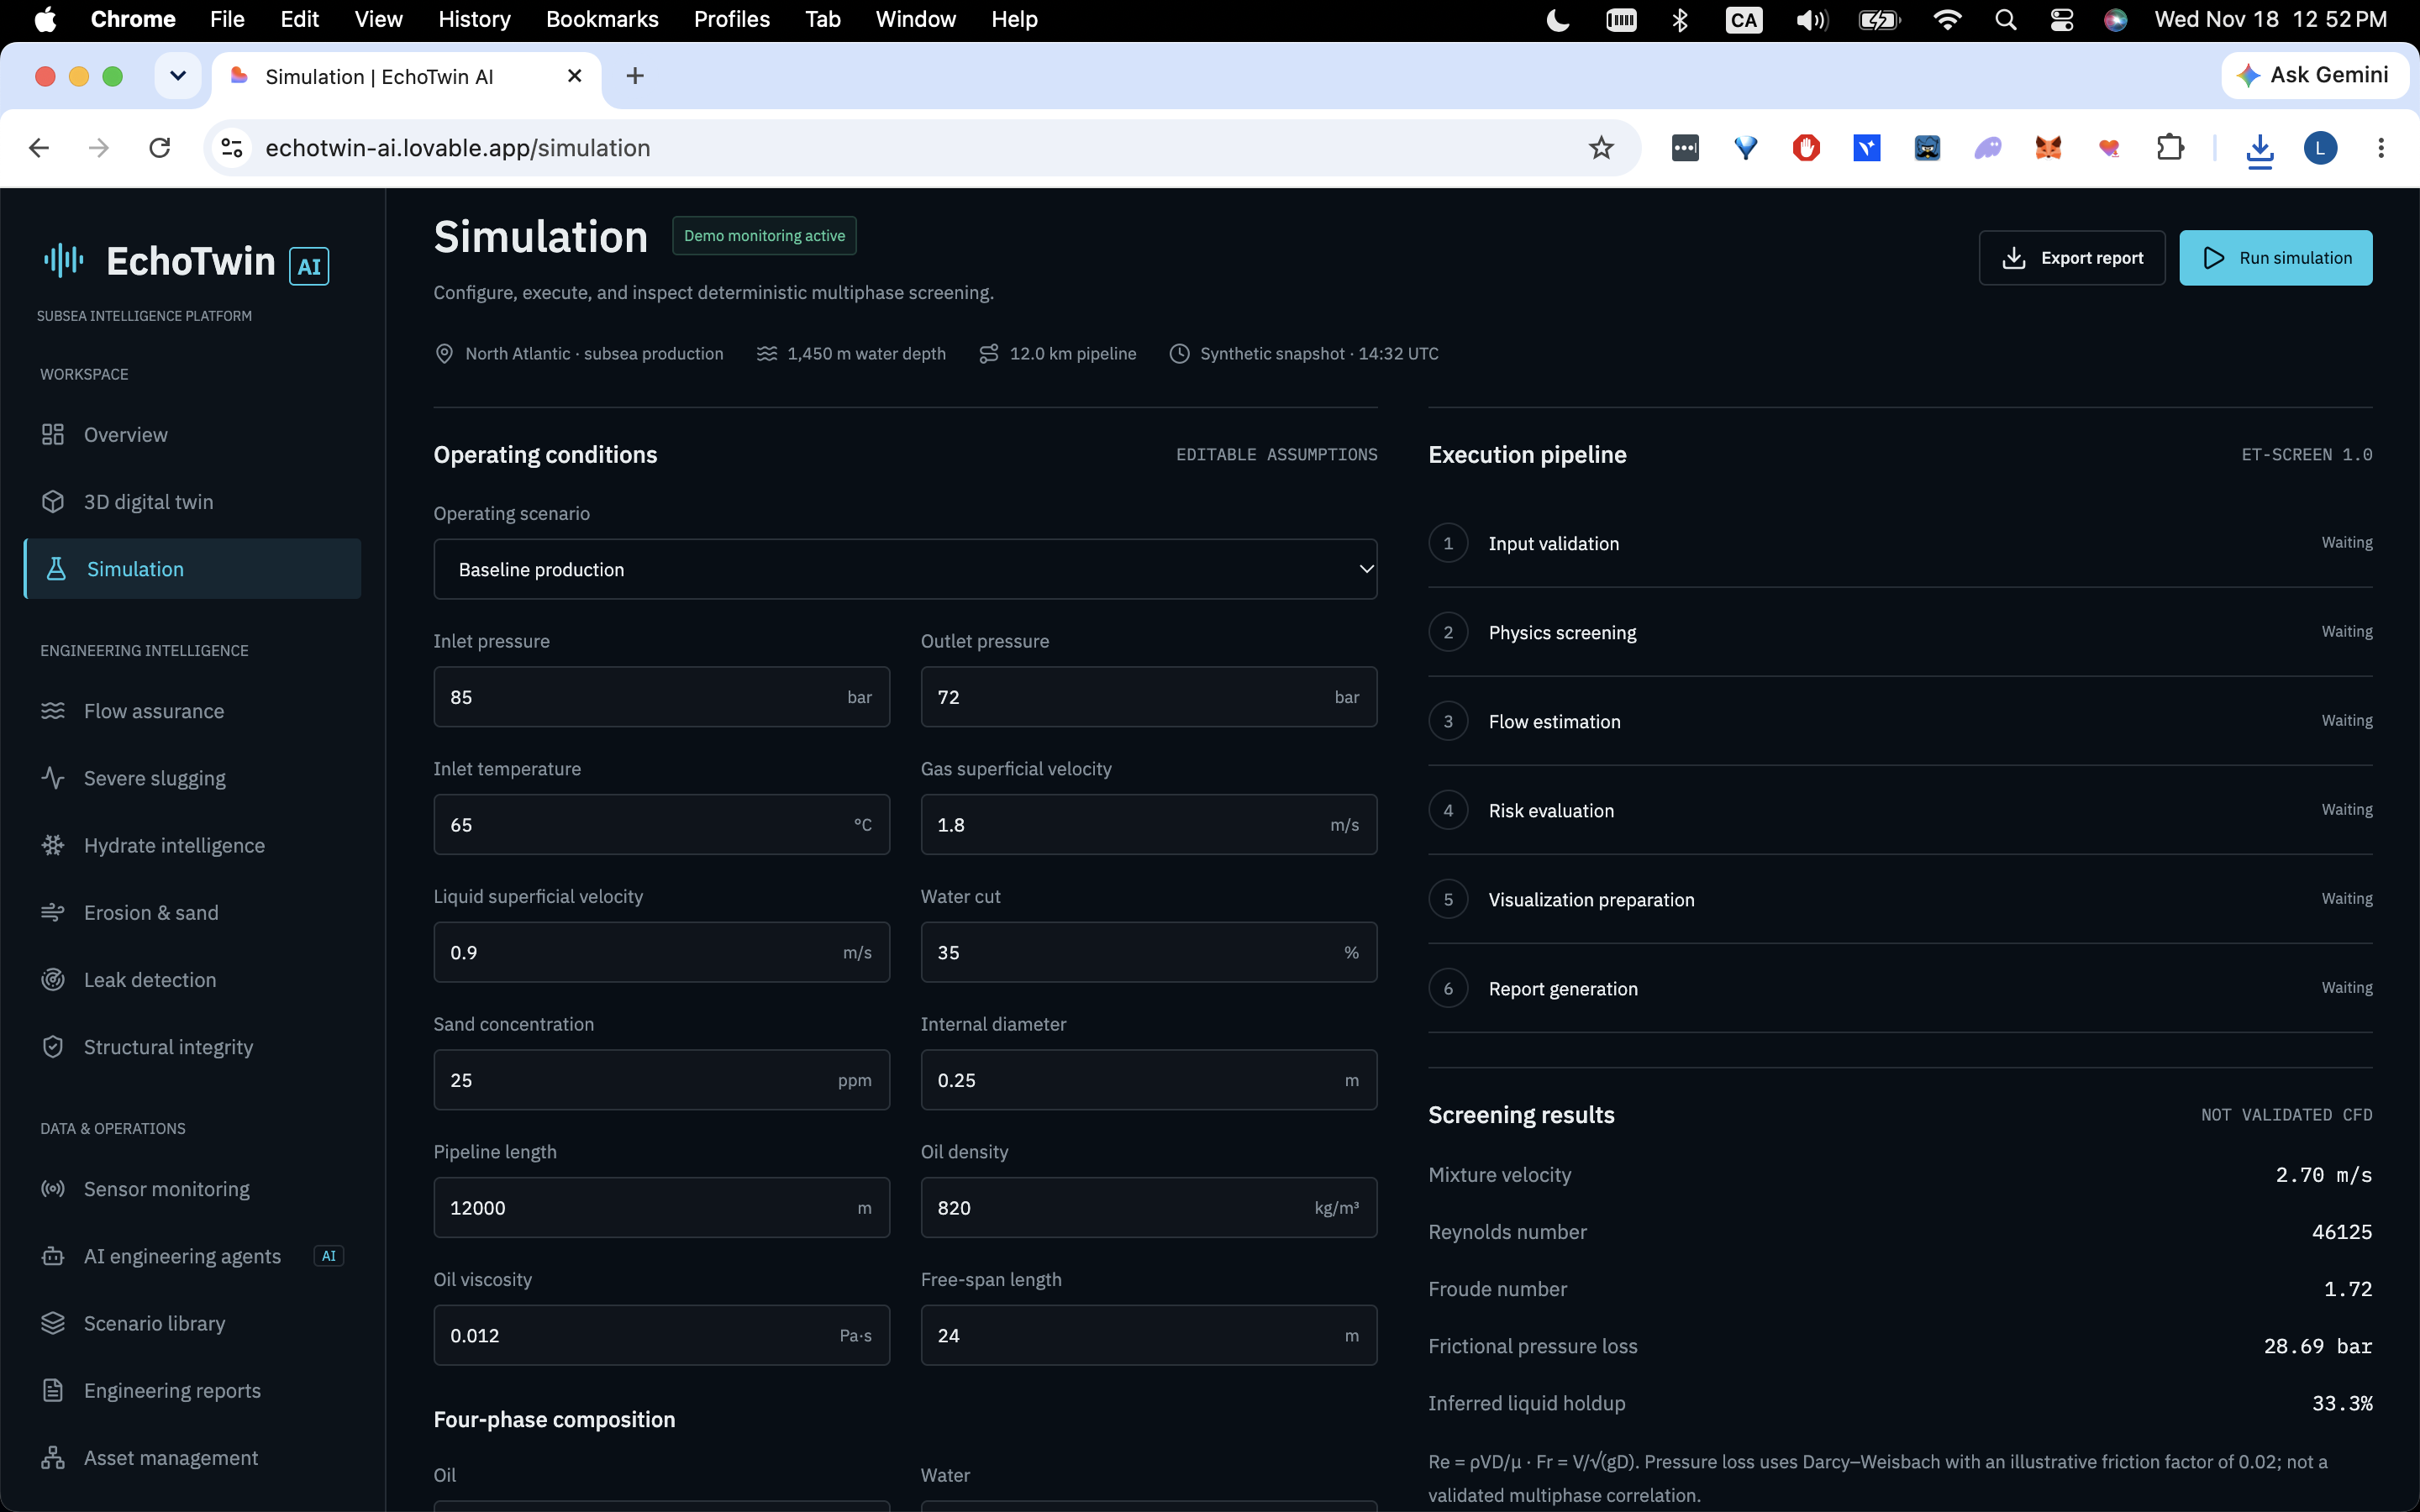 Chrome File Edit View History Bookmarks Profiles Tab Window Help CA Wed Nov 18 12 52 PM
Simulation | EchoTwin AI
Ask Gemini
echotwin-ai.lovable.app/simulation
L
EchoTwin AI
SUBSEA INTELLIGENCE PLATFORM
WORKSPACE
Overview
3D digital twin
Simulation
ENGINEERING INTELLIGENCE
Flow assurance
Severe slugging
Hydrate intelligence
Erosion & sand
Leak detection
Structural integrity
DATA & OPERATIONS
Sensor monitoring
AI engineering agents AI
Scenario library
Engineering reports
Asset management
Simulation Demo monitoring active
Configure, execute, and inspect deterministic multiphase screening.
Export report
Run simulation
North Atlantic · subsea production 1,450 m water depth 12.0 km pipeline Synthetic snapshot · 14:32 UTC
Operating conditions EDITABLE ASSUMPTIONS
Operating scenario
Baseline production
Inlet pressure Outlet pressure
85 bar 72 bar
Inlet temperature Gas superficial velocity
65 °C 1.8 m/s
Liquid superficial velocity Water cut
0.9 m/s 35 %
Sand concentration Internal diameter
25 ppm 0.25 m
Pipeline length Oil density
12000 m 820 kg/m³
Oil viscosity Free-span length
0.012 Pa·s 24 m
Four-phase composition
Oil Water
Execution pipeline ET-SCREEN 1.0
1 Input validation Waiting
2 Physics screening Waiting
3 Flow estimation Waiting
4 Risk evaluation Waiting
5 Visualization preparation Waiting
6 Report generation Waiting
Screening results NOT VALIDATED CFD
Mixture velocity 2.70 m/s
Reynolds number 46125
Froude number 1.72
Frictional pressure loss 28.69 bar
Inferred liquid holdup 33.3%
Re = ρVD/μ · Fr = V/√(gD). Pressure loss uses Darcy–Weisbach with an illustrative friction factor of 0.02; not a
validated multiphase correlation.